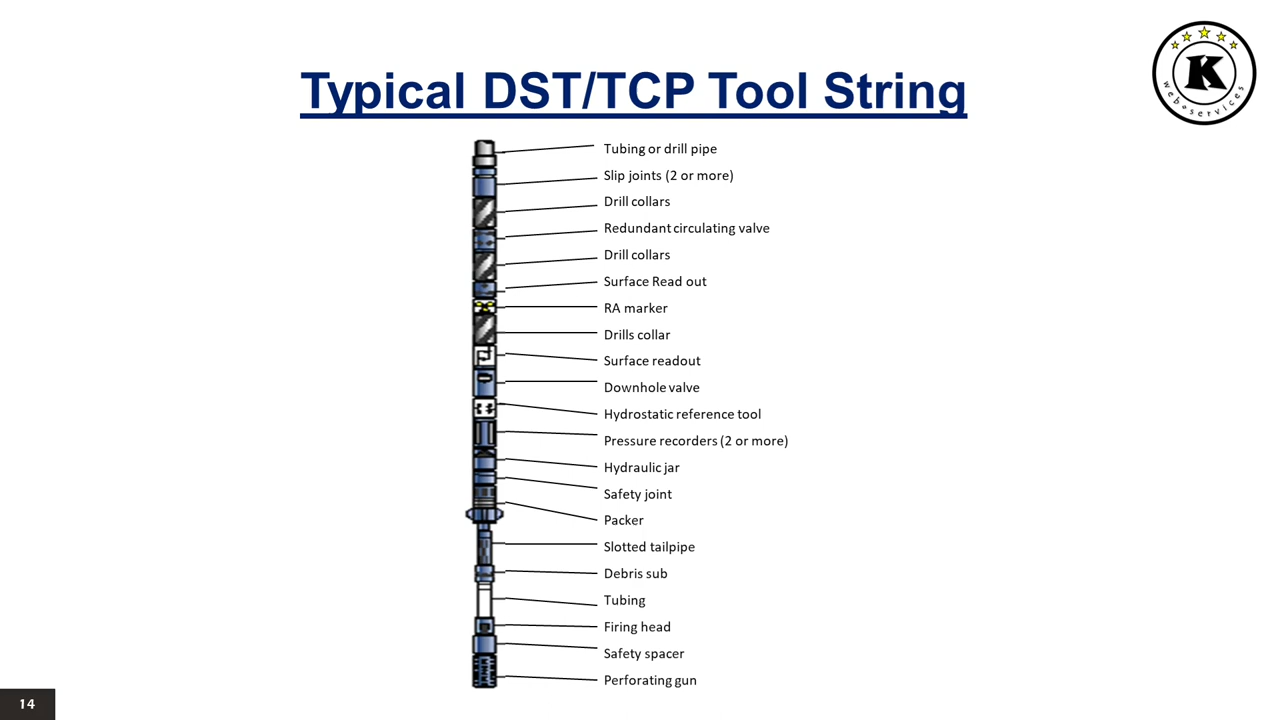 Typical DST/TCP Tool String
K
web•services
Tubing or drill pipe
Slip joints (2 or more)
Drill collars
Redundant circulating valve
Drill collars
Surface Read out
RA marker
Drills collar
Surface readout
Downhole valve
Hydrostatic reference tool
Pressure recorders (2 or more)
Hydraulic jar
Safety joint
Packer
Slotted tailpipe
Debris sub
Tubing
Firing head
Safety spacer
Perforating gun
14